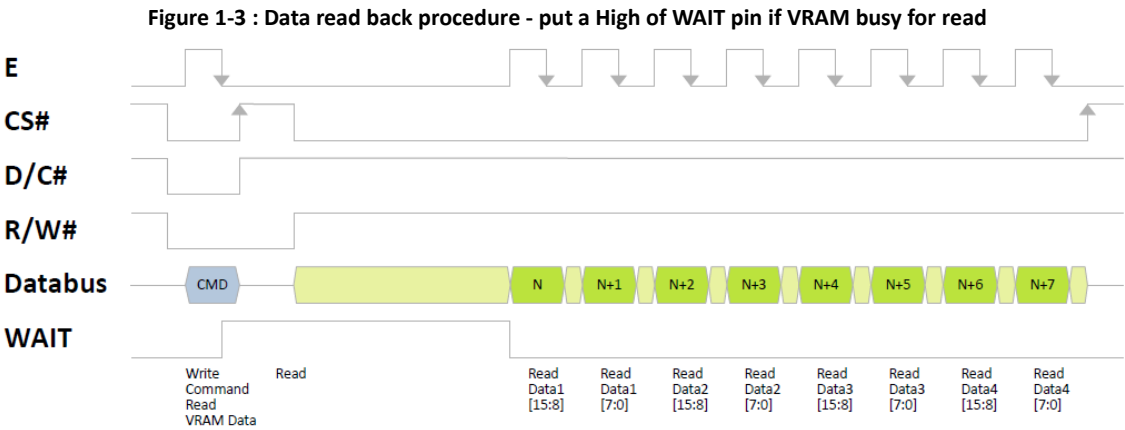 Figure 1-3 : Data read back procedure - put a High of WAIT pin if VRAM busy for read
E
CS#
D/C#
R/W#
Databus
CMD
N
N+1
N+2
N+3
N+4
N+5
N+6
N+7
WAIT
Write
Command
Read
VRAM Data
Read
Read
Data1
[15:8]
Read
Data1
[7:0]
Read
Data2
[15:8]
Read
Data2
[7:0]
Read
Data3
[15:8]
Read
Data3
[7:0]
Read
Data4
[15:8]
Read
Data4
[7:0]